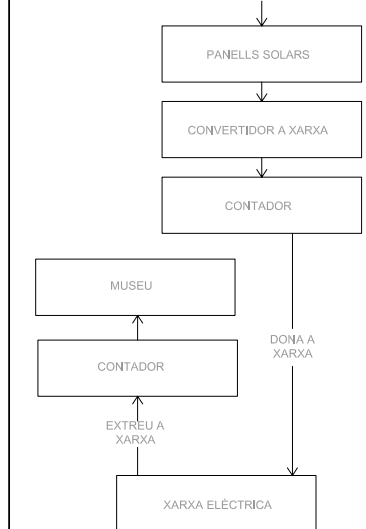 PANELLS SOLARS
CONVERTIDOR A XARXA
CONTADOR
MUSEU
DONA A
XARXA
CONTADOR
EXTREU A
XARXA
XARXA ELÈCTRICA